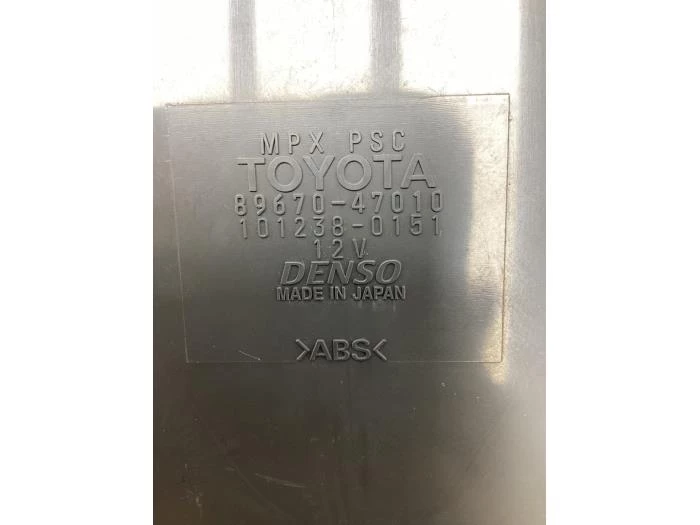 MPX PSC
TOYOTA
89670-47010
101238-0151
12V
DENSO
MADE IN JAPAN
>ABS<